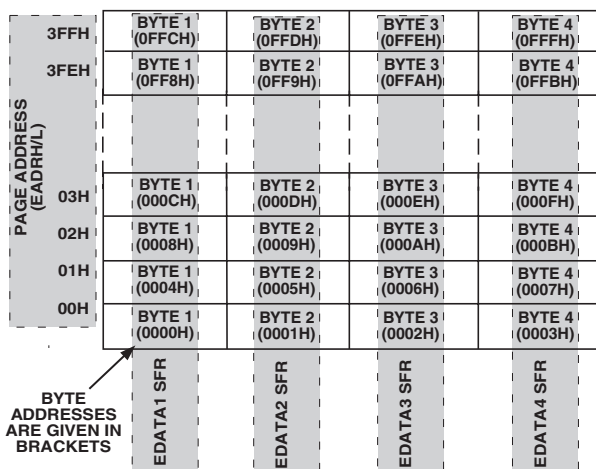 3FFH BYTE 1 BYTE 2 BYTE 3 BYTE 4
(0FFCH) (0FFDH) (0FFEH) (0FFFH)
3FEH BYTE 1 BYTE 2 BYTE 3 BYTE 4
(0FF8H) (0FF9H) (0FFAH) (0FFBH)
PAGE ADDRESS
(EADRH/L)
03H BYTE 1 BYTE 2 BYTE 3 BYTE 4
(000CH) (000DH) (000EH) (000FH)
02H BYTE 1 BYTE 2 BYTE 3 BYTE 4
(0008H) (0009H) (000AH) (000BH)
01H BYTE 1 BYTE 2 BYTE 3 BYTE 4
(0004H) (0005H) (0006H) (0007H)
00H BYTE 1 BYTE 2 BYTE 3 BYTE 4
(0000H) (0001H) (0002H) (0003H)
BYTE
ADDRESSES
ARE GIVEN IN
BRACKETS
EDATA1 SFR
EDATA2 SFR
EDATA3 SFR
EDATA4 SFR